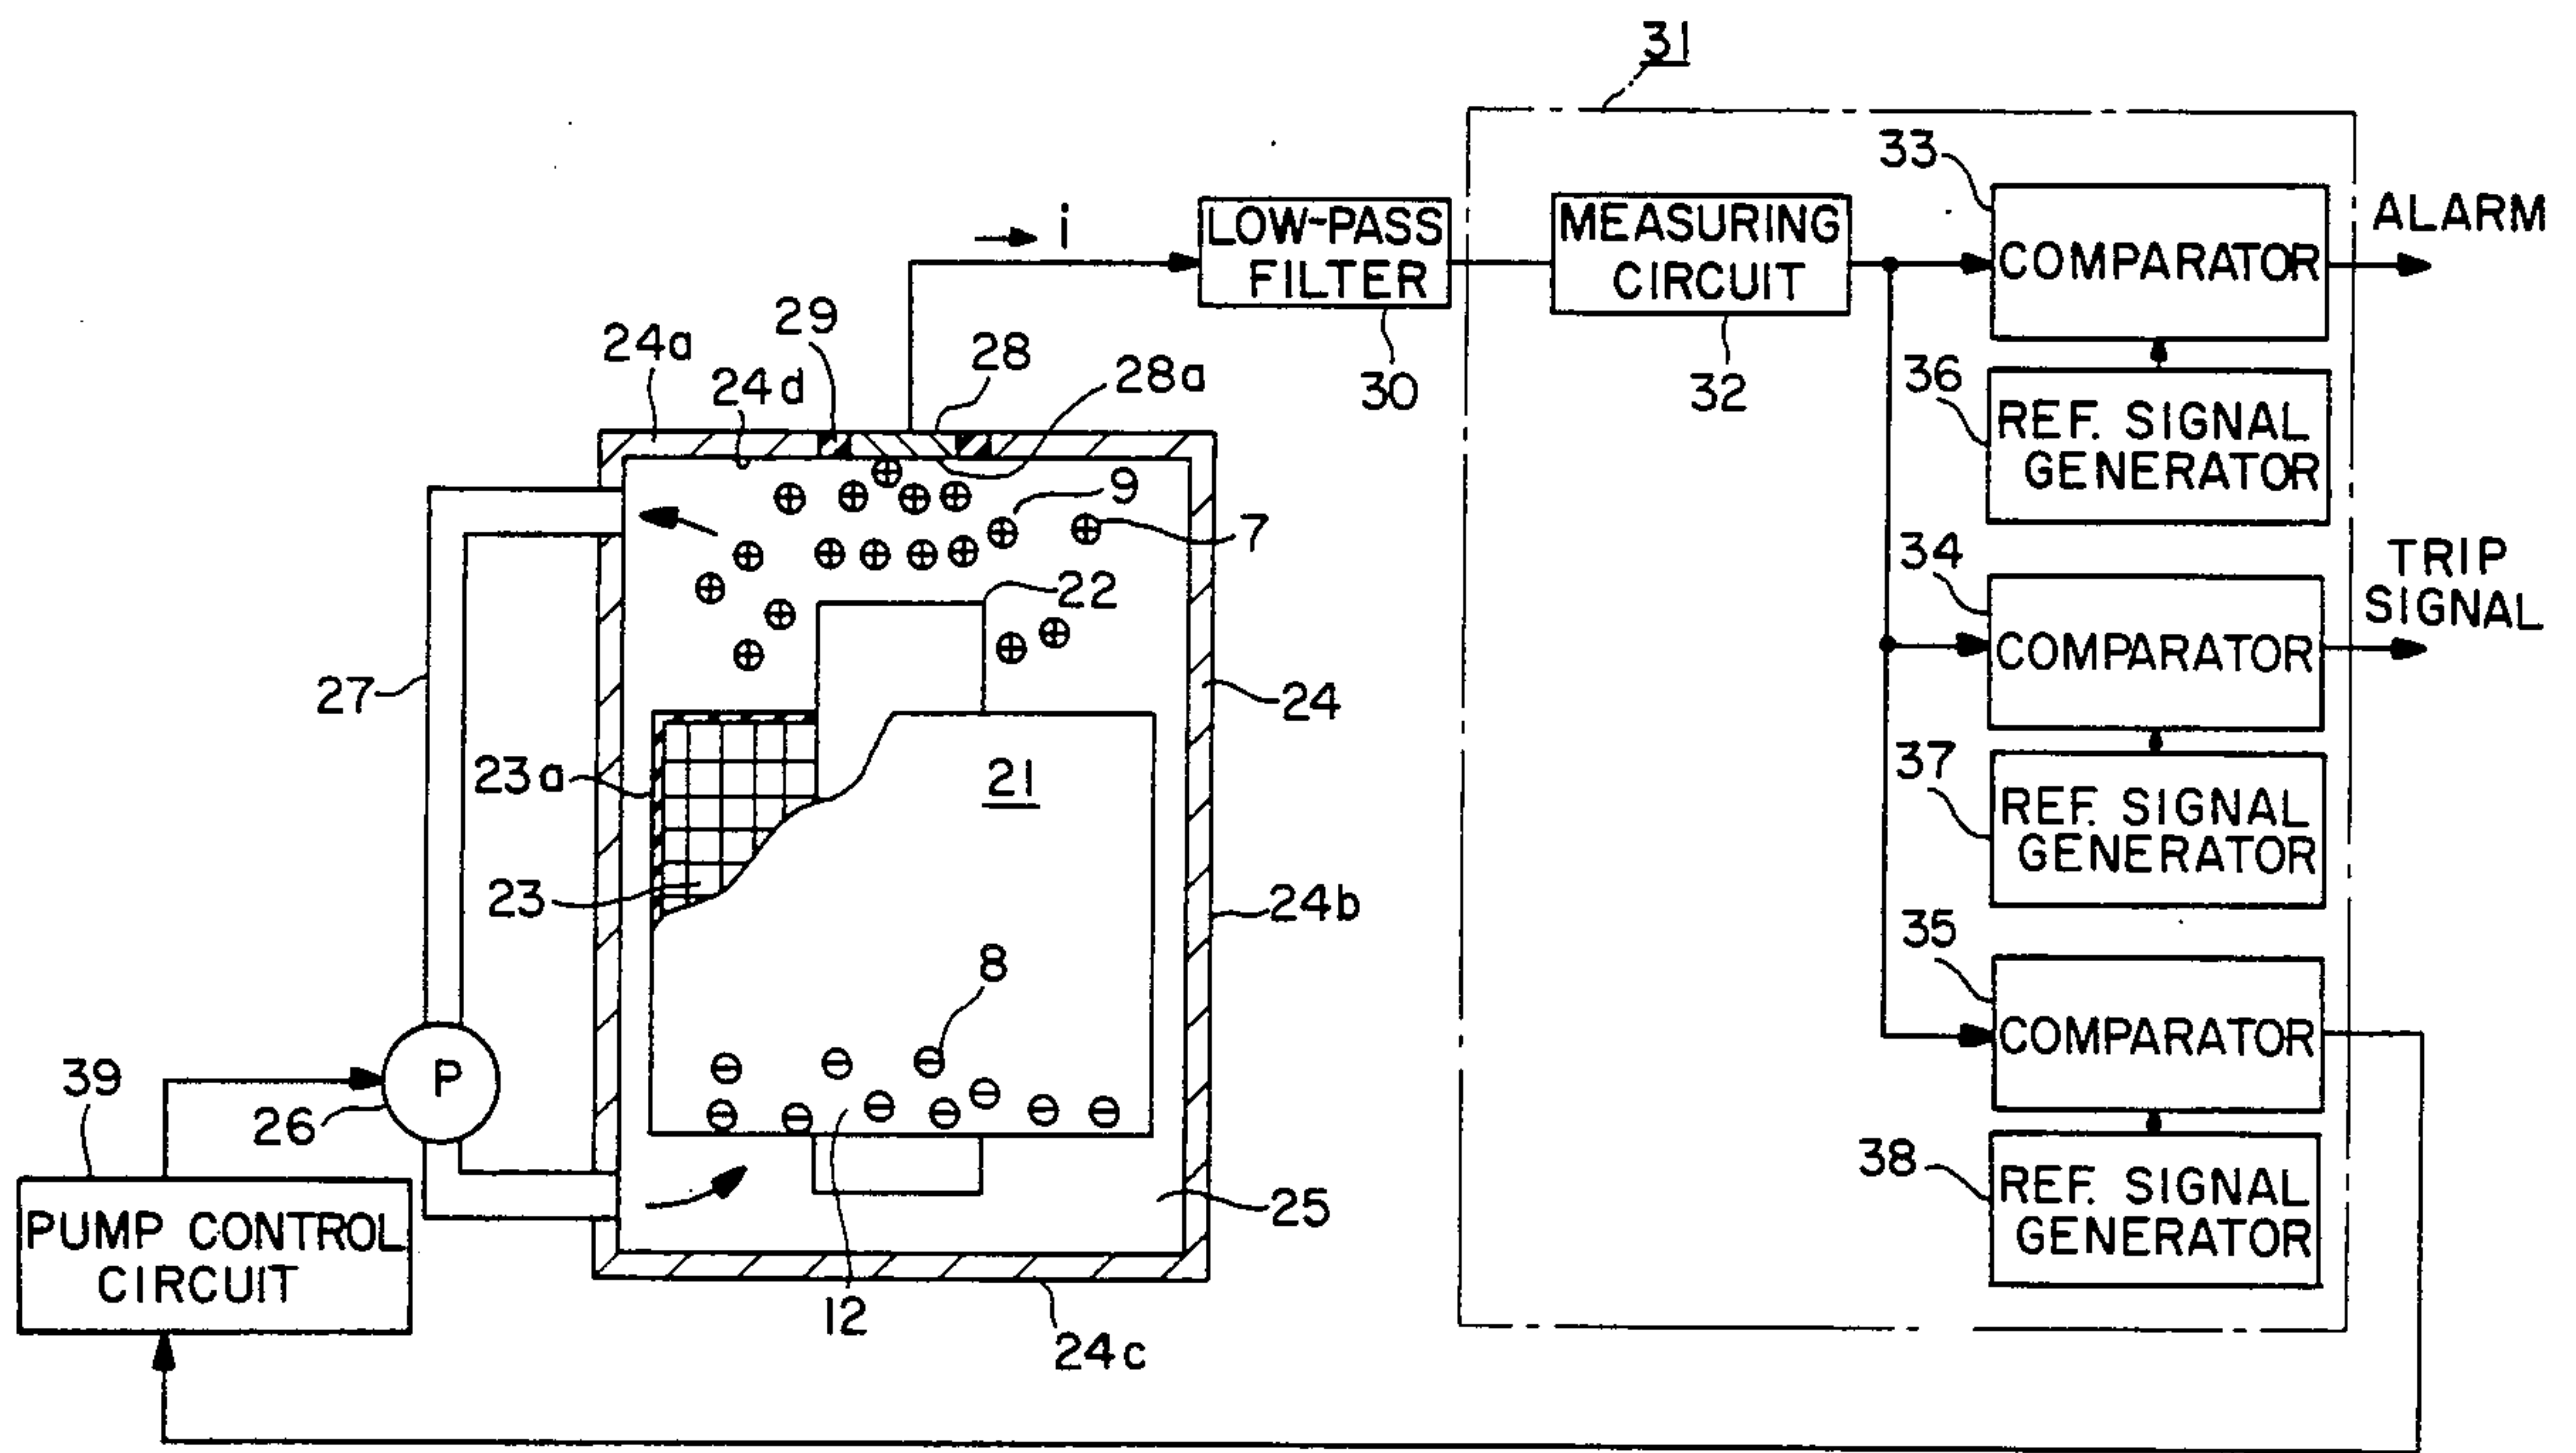 31
33
ALARM
i
LOW-PASS
FILTER
MEASURING
CIRCUIT
COMPARATOR
29
24a
28
28a
24d
30
32
36
REF. SIGNAL
GENERATOR
9
7
34
TRIP
SIGNAL
22
COMPARATOR
27
24
23a
21
37
REF. SIGNAL
GENERATOR
23
24b
35
8
COMPARATOR
39
P
26
38
REF. SIGNAL
GENERATOR
25
PUMP CONTROL
CIRCUIT
12
24c